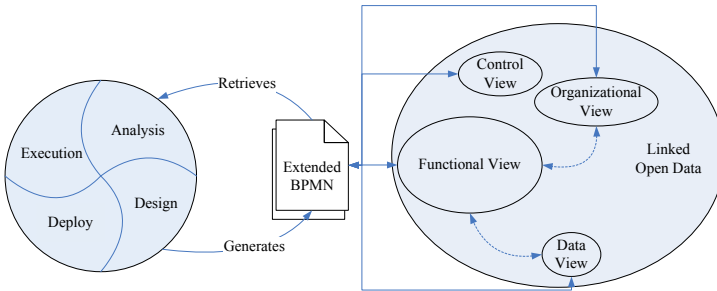 Execution
Analysis
Deploy
Design
Retrieves
Generates
Extended
BPMN
Control
View
Organizational
View
Functional View
Linked
Open Data
Data
View